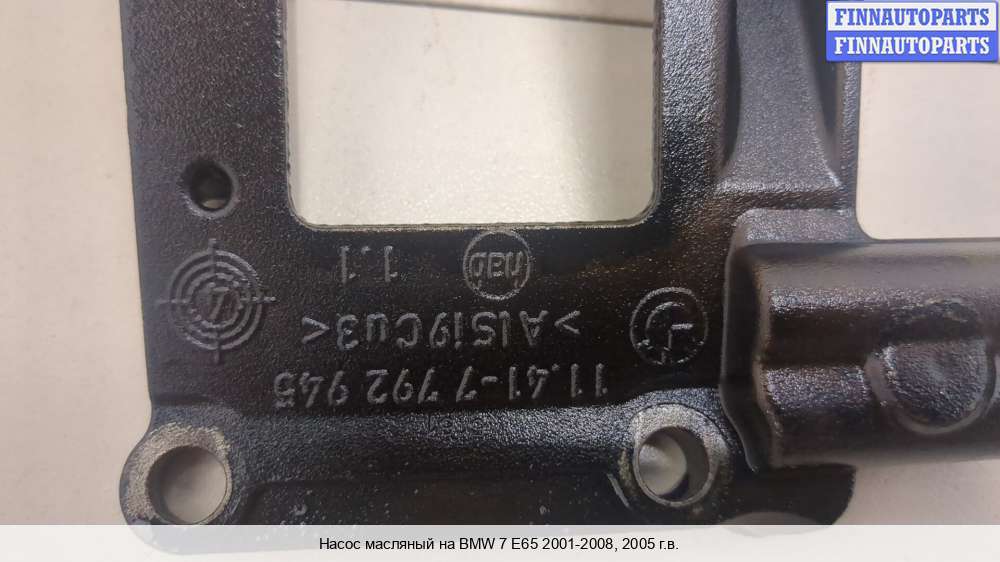 FINNAUTOPARTS
FINNAUTOPARTS
11.41-7 792 945
>AlSi9Cu3<
hab
1.1
Насос масляный на BMW 7 E65 2001-2008, 2005 г.в.